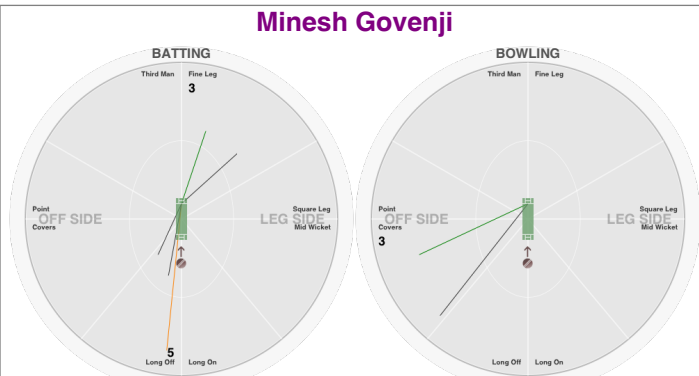 Minesh Govenji
BATTING
Third Man Fine Leg
3
Point
OFF SIDE
Covers
Square Leg
LEG SIDE
Mid Wicket
5
Long Off Long On
BOWLING
Third Man Fine Leg
Point
OFF SIDE
Covers
3
Square Leg
LEG SIDE
Mid Wicket
Long Off Long On